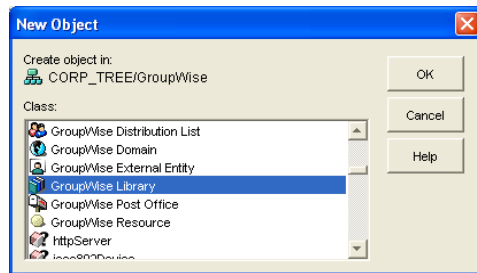 New Object
Create object in:
CORP_TREE/GroupWise
OK
Class:
Cancel
GroupWise Distribution List
GroupWise Domain
Help
GroupWise External Entity
GroupWise Library
GroupWise Post Office
GroupWise Resource
httpServer